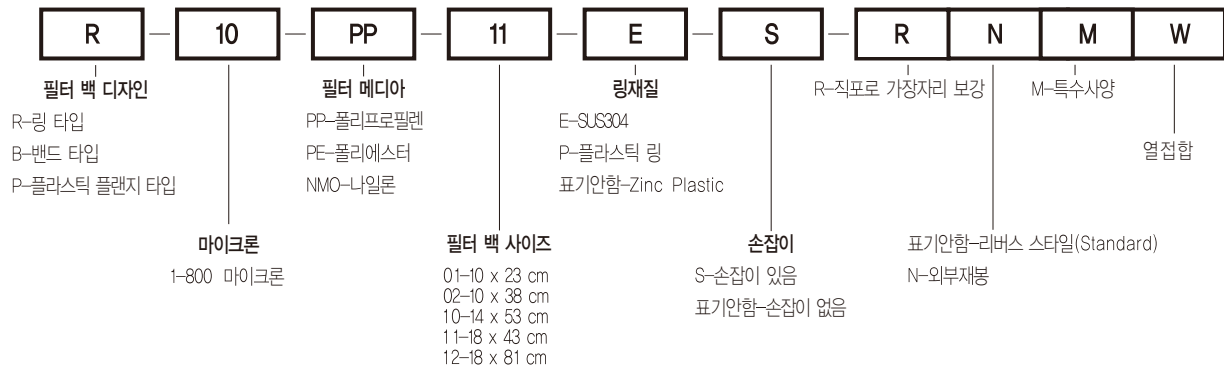 R — 10 — PP — 11 — E — S — R N M W
필터 백 디자인
R–링 타입
B–밴드 타입
P–플라스틱 플랜지 타입
마이크론
1–800 마이크론
필터 메디아
PP–폴리프로필렌
PE–폴리에스터
NMO–나일론
필터 백 사이즈
01–10 x 23 cm
02–10 x 38 cm
10–14 x 53 cm
11–18 x 43 cm
12–18 x 81 cm
링재질
E–SUS304
P–플라스틱 링
표기안함–Zinc Plastic
손잡이
S–손잡이 있음
표기안함–손잡이 없음
R–직포로 가장자리 보강
표기안함–리버스 스타일(Standard)
N–외부재봉
M–특수사양
열접합